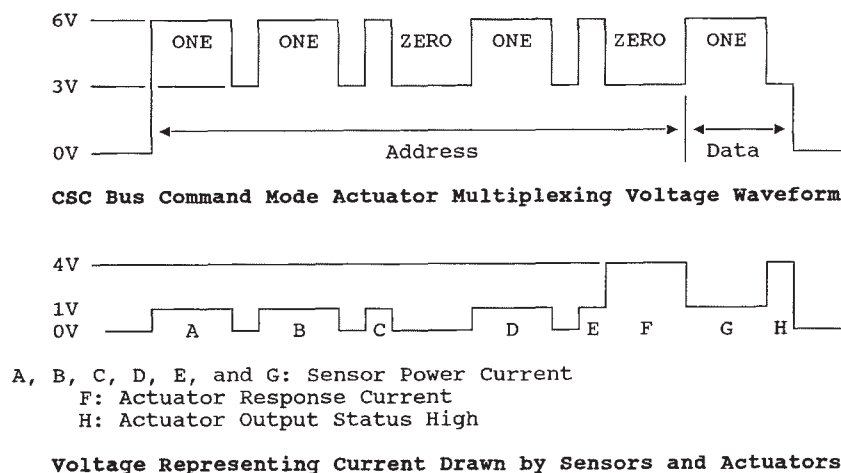 6V
ONE ONE ZERO ONE ZERO ONE
3V
0V
Address Data
CSC Bus Command Mode Actuator Multiplexing Voltage Waveform
4V
1V
0V
A B C D E F G H
A, B, C, D, E, and G: Sensor Power Current
F: Actuator Response Current
H: Actuator Output Status High
Voltage Representing Current Drawn by Sensors and Actuators